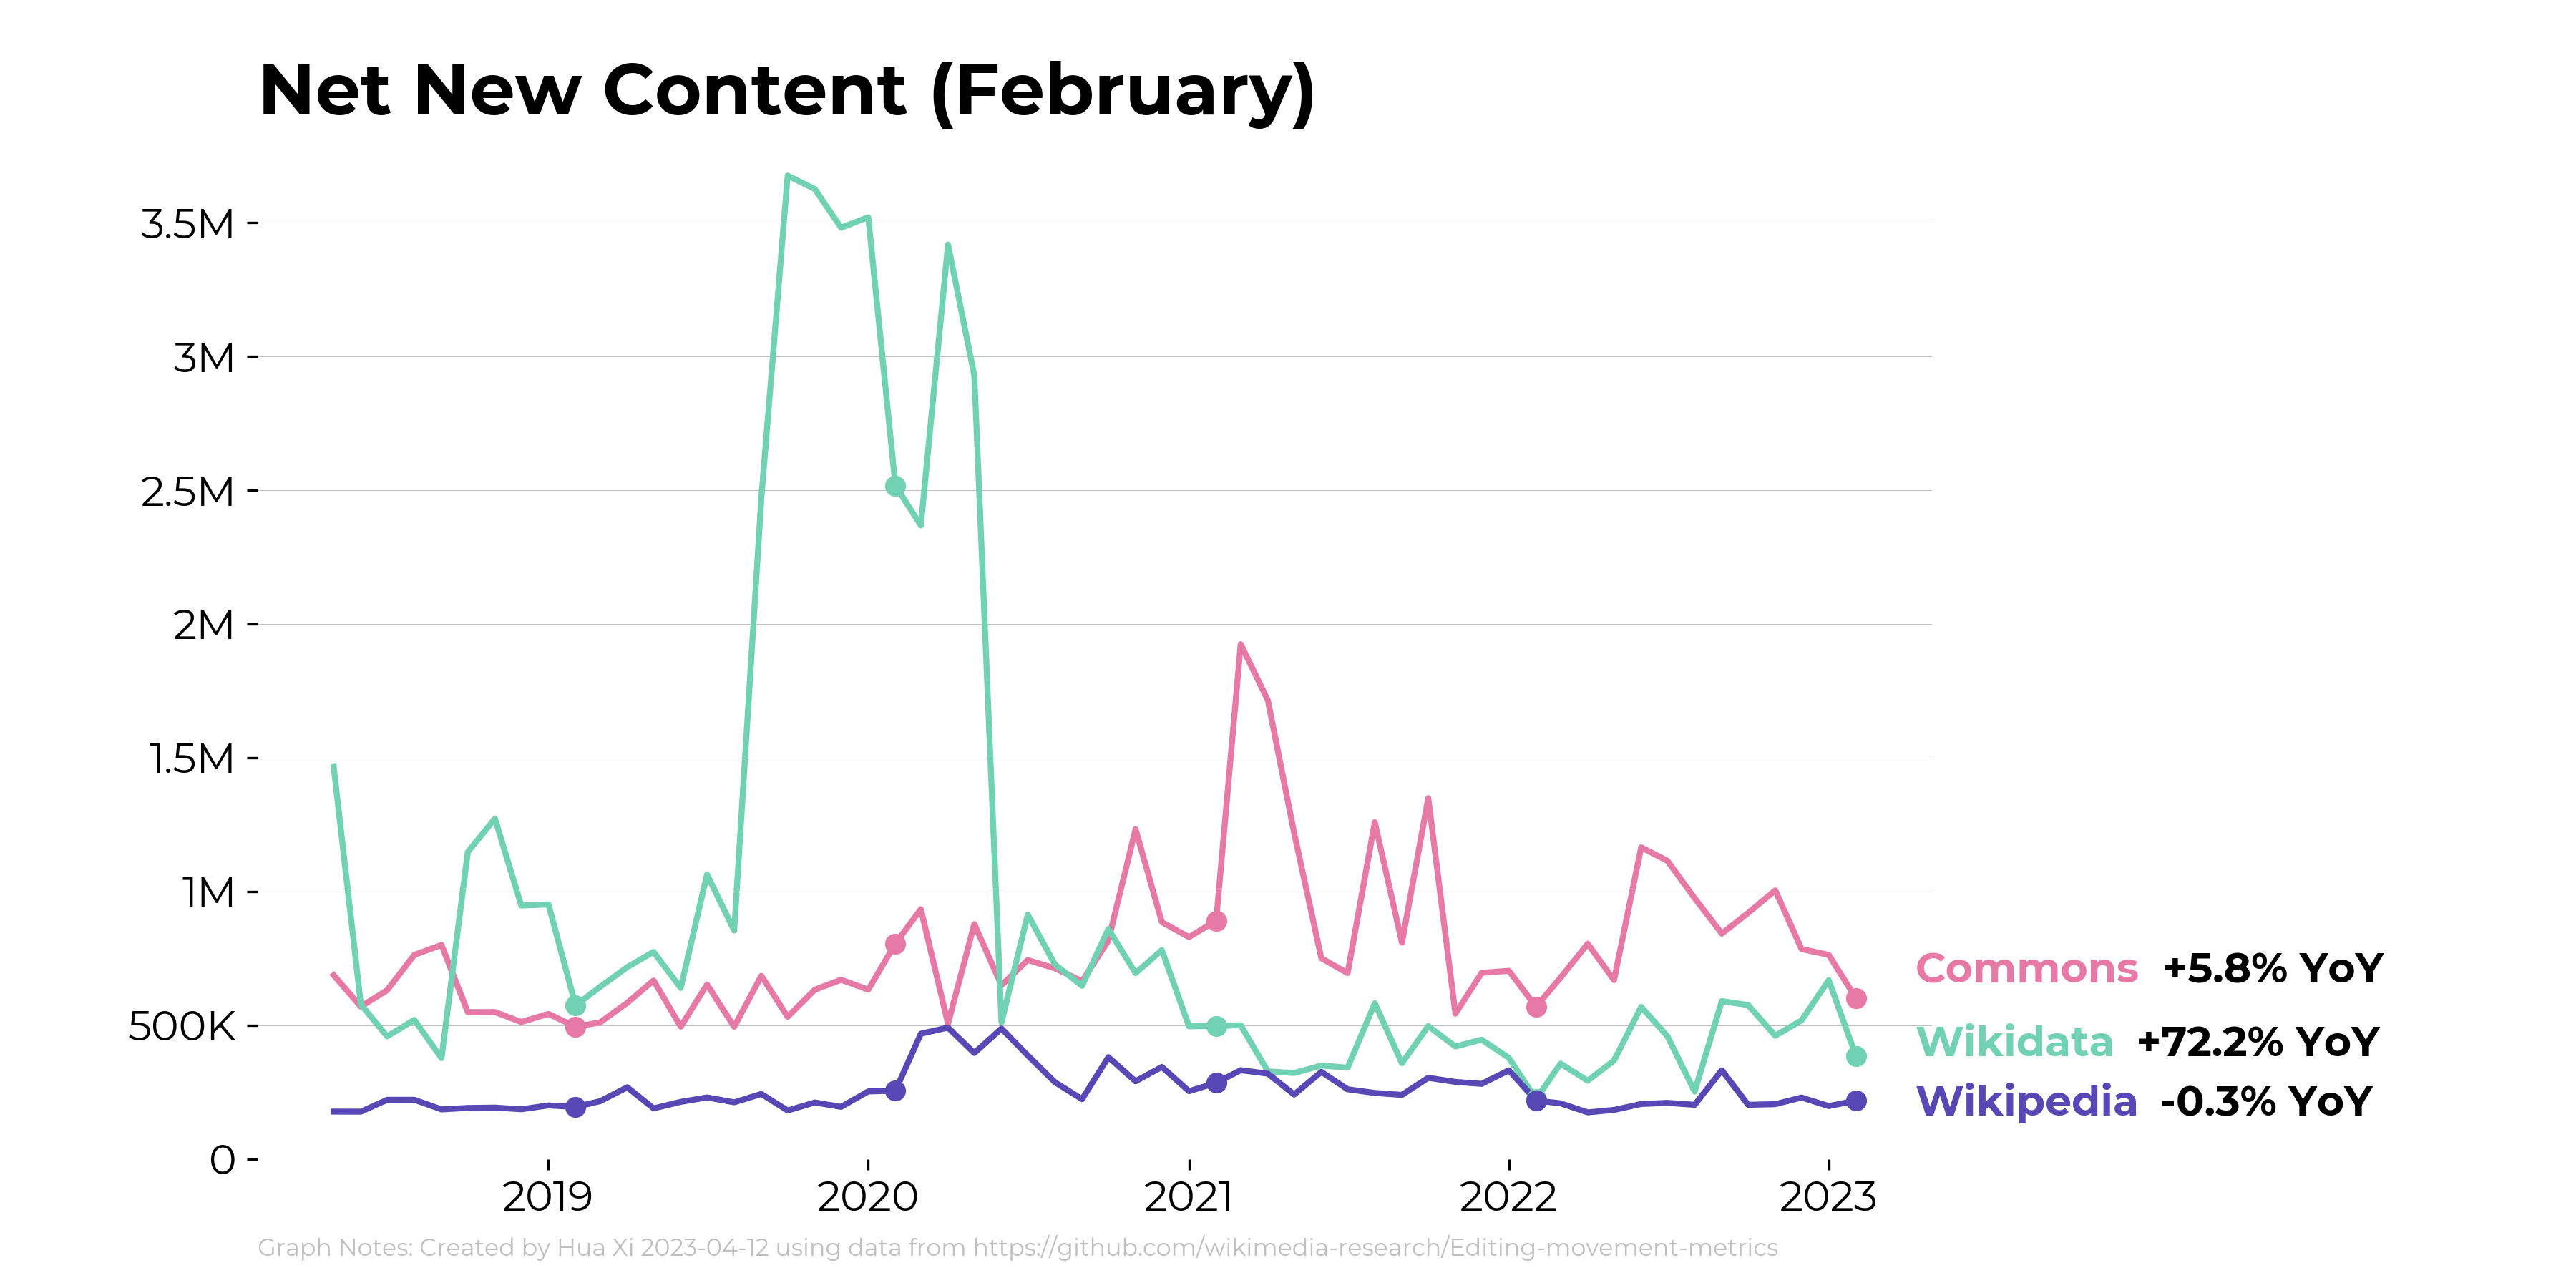 Net New Content (February)
3.5M
3M
2.5M
2M
1.5M
1M
500K
0
Commons +5.8% YoY
Wikidata +72.2% YoY
Wikipedia -0.3% YoY
2019 2020 2021 2022 2023
Graph Notes: Created by Hua Xi 2023-04-12 using data from https://github.com/wikimedia-research/Editing-movement-metrics